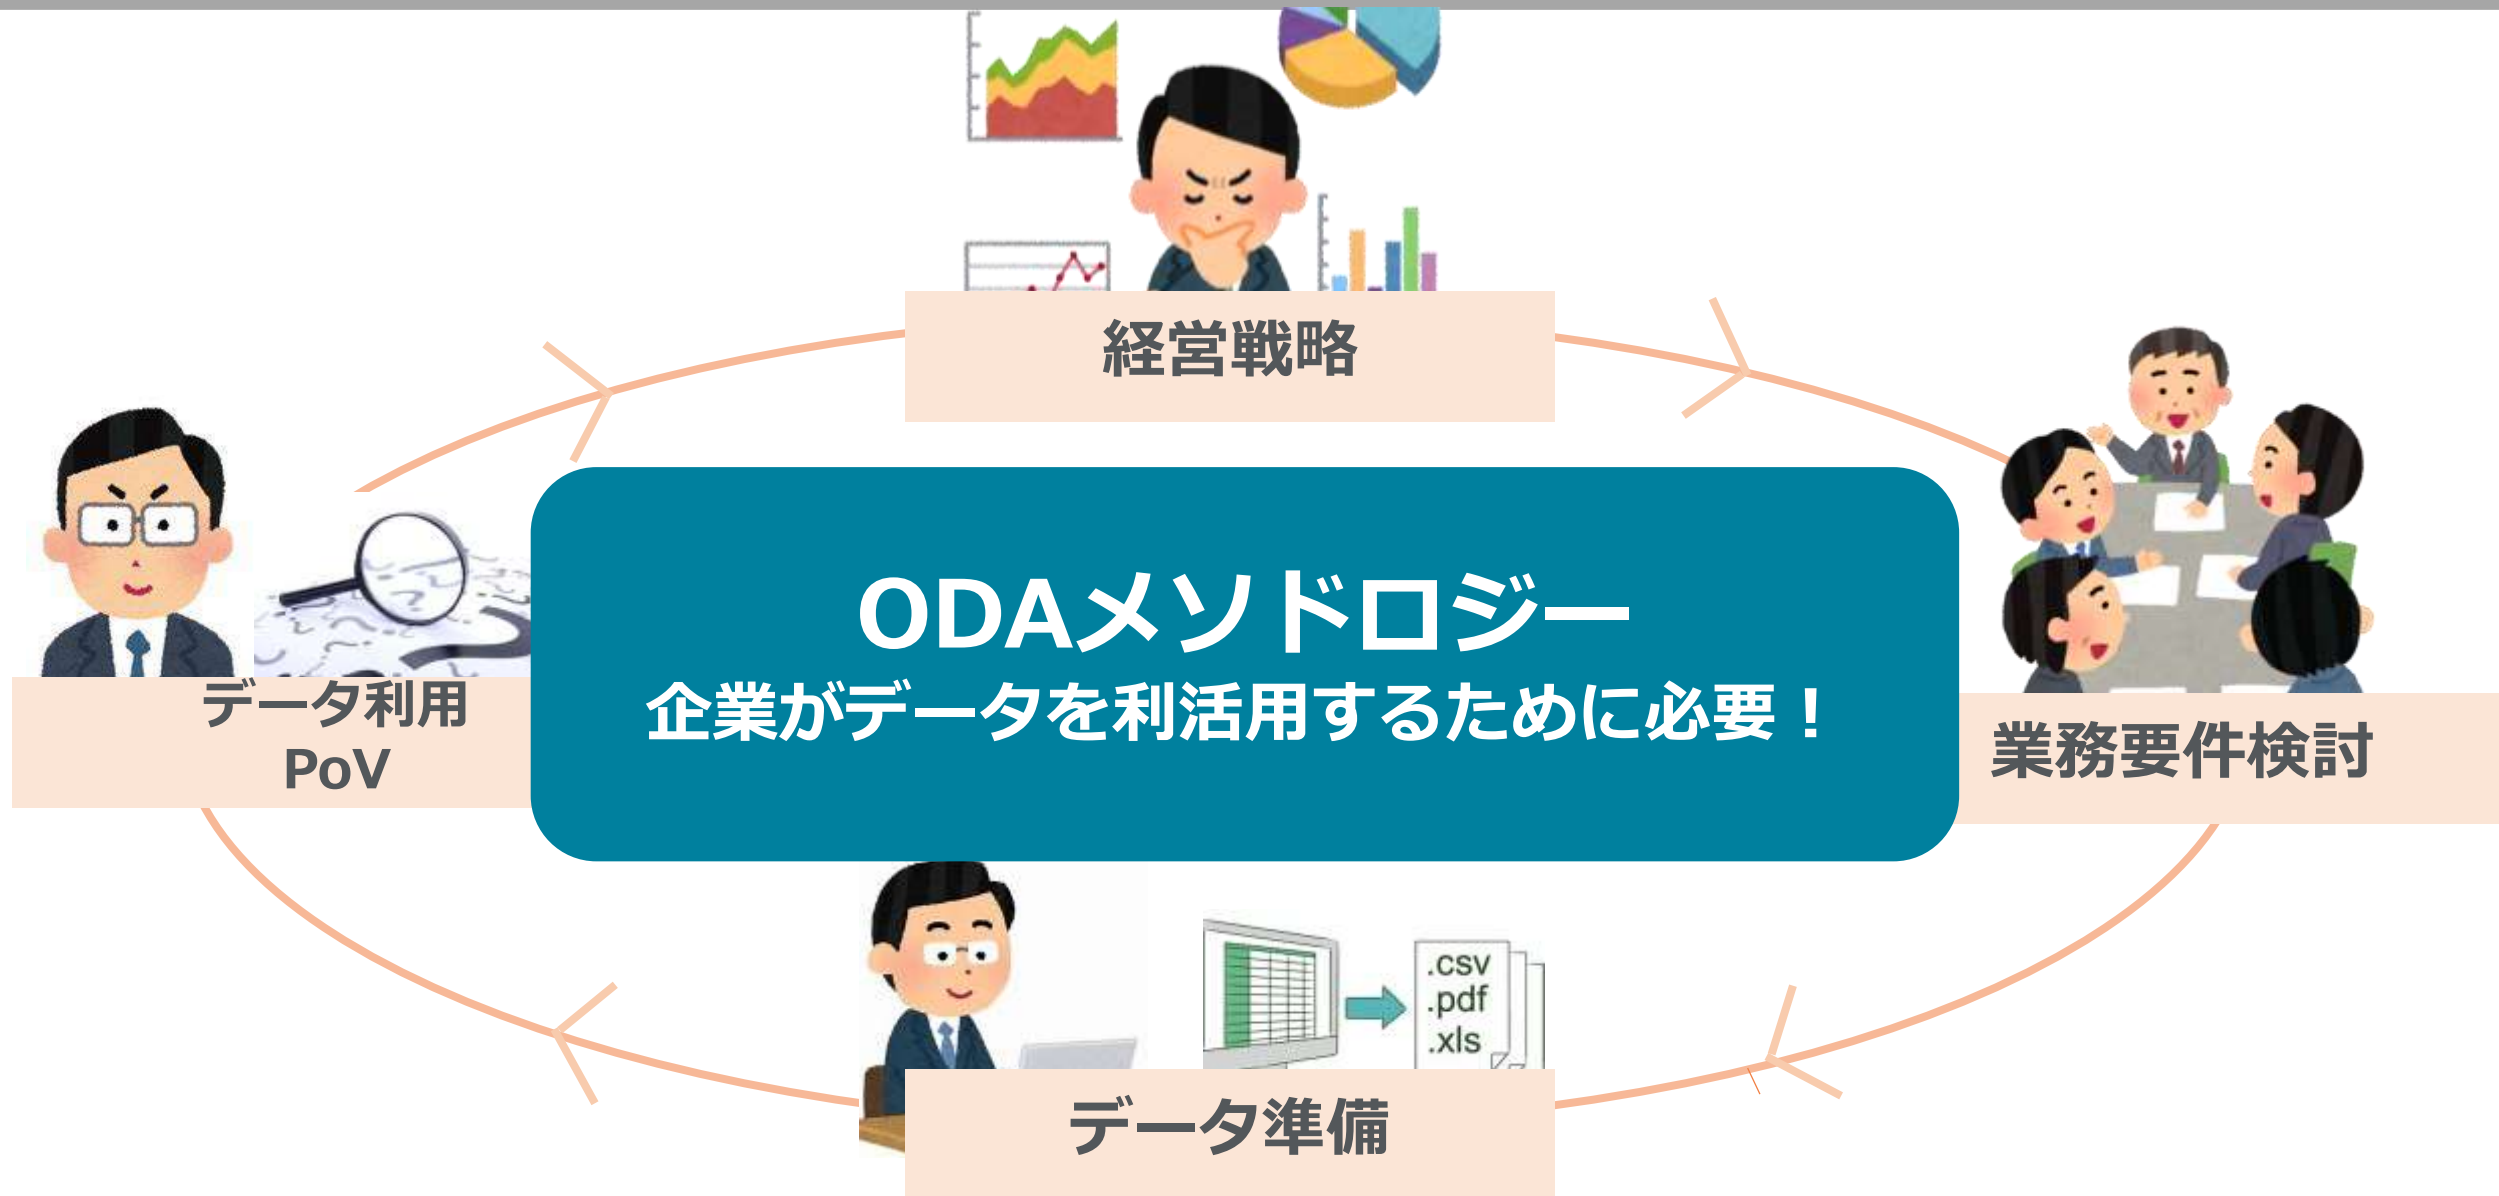 経営戦略
ODAメソドロジー
企業がデータを利活用するために必要！
データ利用
PoV
業務要件検討
.csv
.pdf
.xls
データ準備